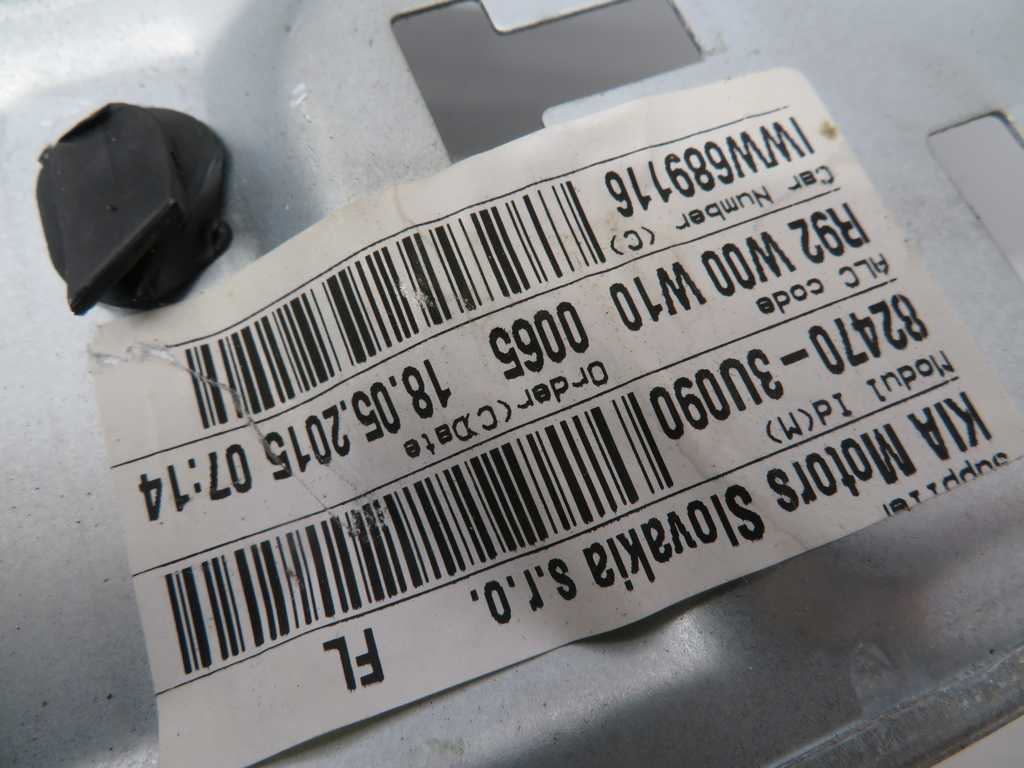 Supplier
KIA Motors Slovakia s.r.o. FL
Modul Id(M)
82470-3U090
ALC code Order(C Date
R92 W00 W10 0065 18.05.2015 07:14
Car Number (C)
IWW689116